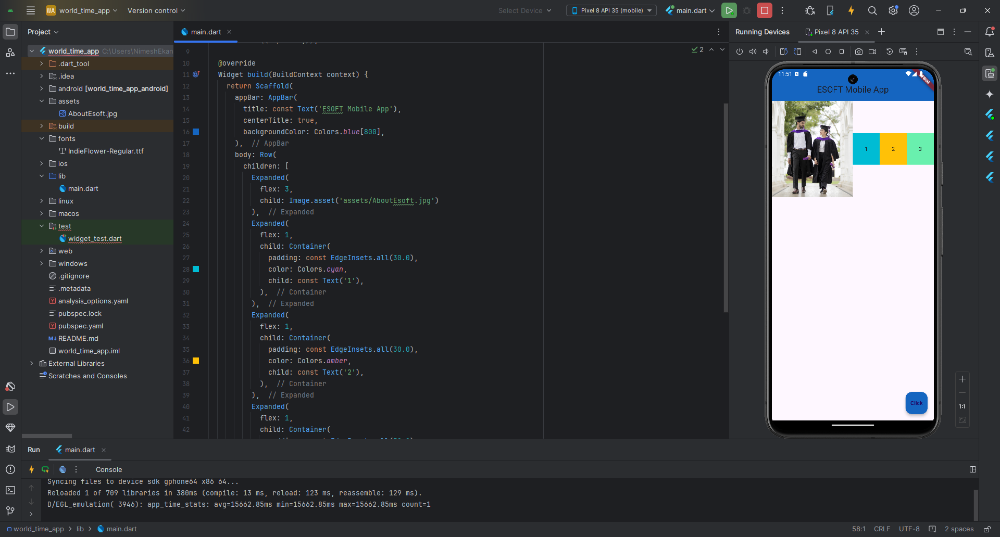 WA world_time_app Version control Select Device Pixel 8 API 35 (mobile) main.dart
Project main.dart Running Devices Pixel 8 API 35
world_time_app C:\Users\NimeshEkan
.dart_tool
.idea
android [world_time_app_android]
assets
AboutEsoft.jpg
build
fonts
IndieFlower-Regular.ttf
ios
lib
main.dart
linux
macos
test
widget_test.dart
web
windows
.gitignore
.metadata
analysis_options.yaml
pubspec.lock
pubspec.yaml
README.md
world_time_app.iml
External Libraries
Scratches and Consoles
2
9
10 @override
11 Widget build(BuildContext context) {
12 return Scaffold(
13 appBar: AppBar(
14 title: const Text('ESOFT Mobile App'),
15 centerTitle: true,
16 backgroundColor: Colors.blue[800],
17 ), // AppBar
18 body: Row(
19 children: [
20 Expanded(
21 flex: 3,
22 child: Image.asset('assets/AboutEsoft.jpg')
23 ), // Expanded
24 Expanded(
25 flex: 1,
26 child: Container(
27 padding: const EdgeInsets.all(30.0),
28 color: Colors.cyan,
29 child: const Text('1'),
30 ), // Container
31 ), // Expanded
32 Expanded(
33 flex: 1,
34 child: Container(
35 padding: const EdgeInsets.all(30.0),
36 color: Colors.amber,
37 child: const Text('2'),
38 ), // Container
39 ), // Expanded
40 Expanded(
41 flex: 1,
42 child: Container(
11:51
DEBUG
ESOFT Mobile App
1 2 3
Click
1:1
Run main.dart
Console
Syncing files to device sdk gphone64 x86 64...
Reloaded 1 of 709 libraries in 380ms (compile: 13 ms, reload: 123 ms, reassemble: 129 ms).
D/EGL_emulation( 3946): app_time_stats: avg=15662.85ms min=15662.85ms max=15662.85ms count=1
world_time_app > lib > main.dart 58:1 CRLF UTF-8 2 spaces